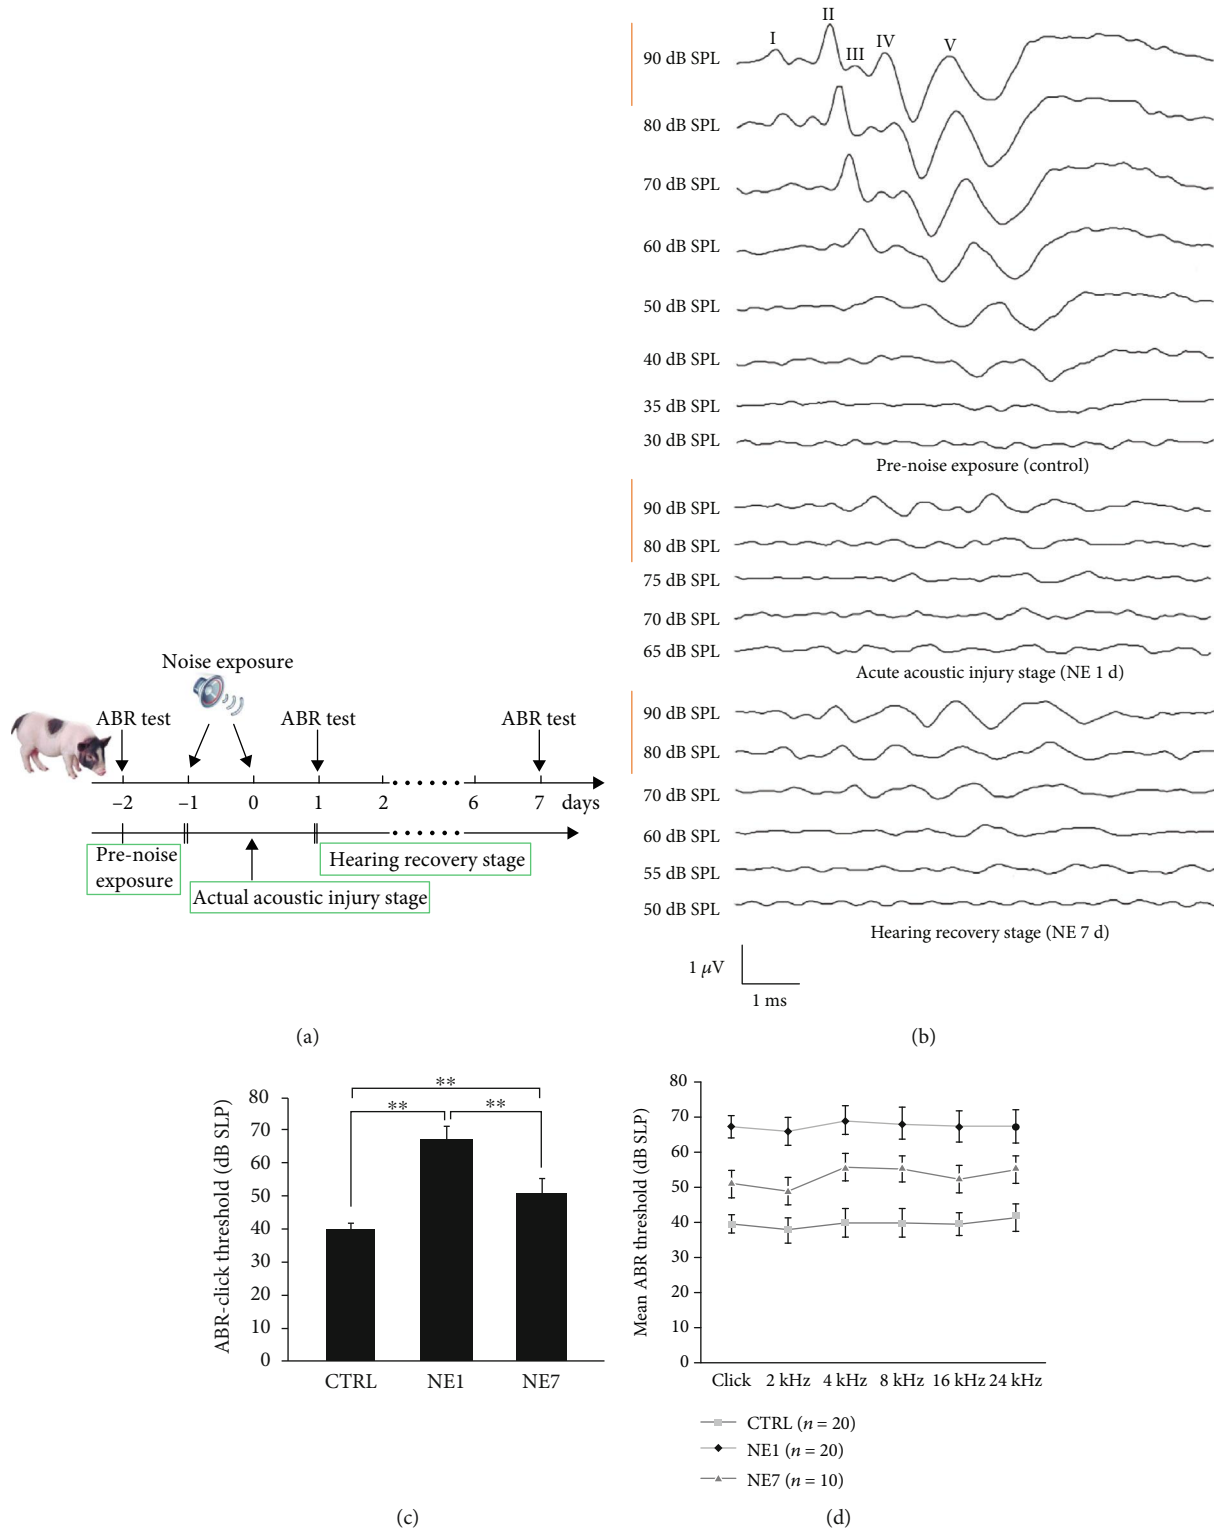 Noise exposure
ABR test
ABR test
ABR test
–2
–1
0
1
2
6
7
days
Pre-noise
exposure
Actual acoustic injury stage
Hearing recovery stage
(a)
I
II
III
IV
V
90 dB SPL
80 dB SPL
70 dB SPL
60 dB SPL
50 dB SPL
40 dB SPL
35 dB SPL
30 dB SPL
Pre-noise exposure (control)
90 dB SPL
80 dB SPL
75 dB SPL
70 dB SPL
65 dB SPL
Acute acoustic injury stage (NE 1 d)
90 dB SPL
80 dB SPL
70 dB SPL
60 dB SPL
55 dB SPL
50 dB SPL
Hearing recovery stage (NE 7 d)
1 μV
1 ms
(b)
ABR-click threshold (dB SLP)
80
70
60
50
40
30
20
10
0
**
**
**
CTRL
NE1
NE7
(c)
Mean ABR threshold (dB SLP)
80
70
60
50
40
30
20
10
0
Click
2 kHz
4 kHz
8 kHz
16 kHz
24 kHz
CTRL (n = 20)
NE1 (n = 20)
NE7 (n = 10)
(d)